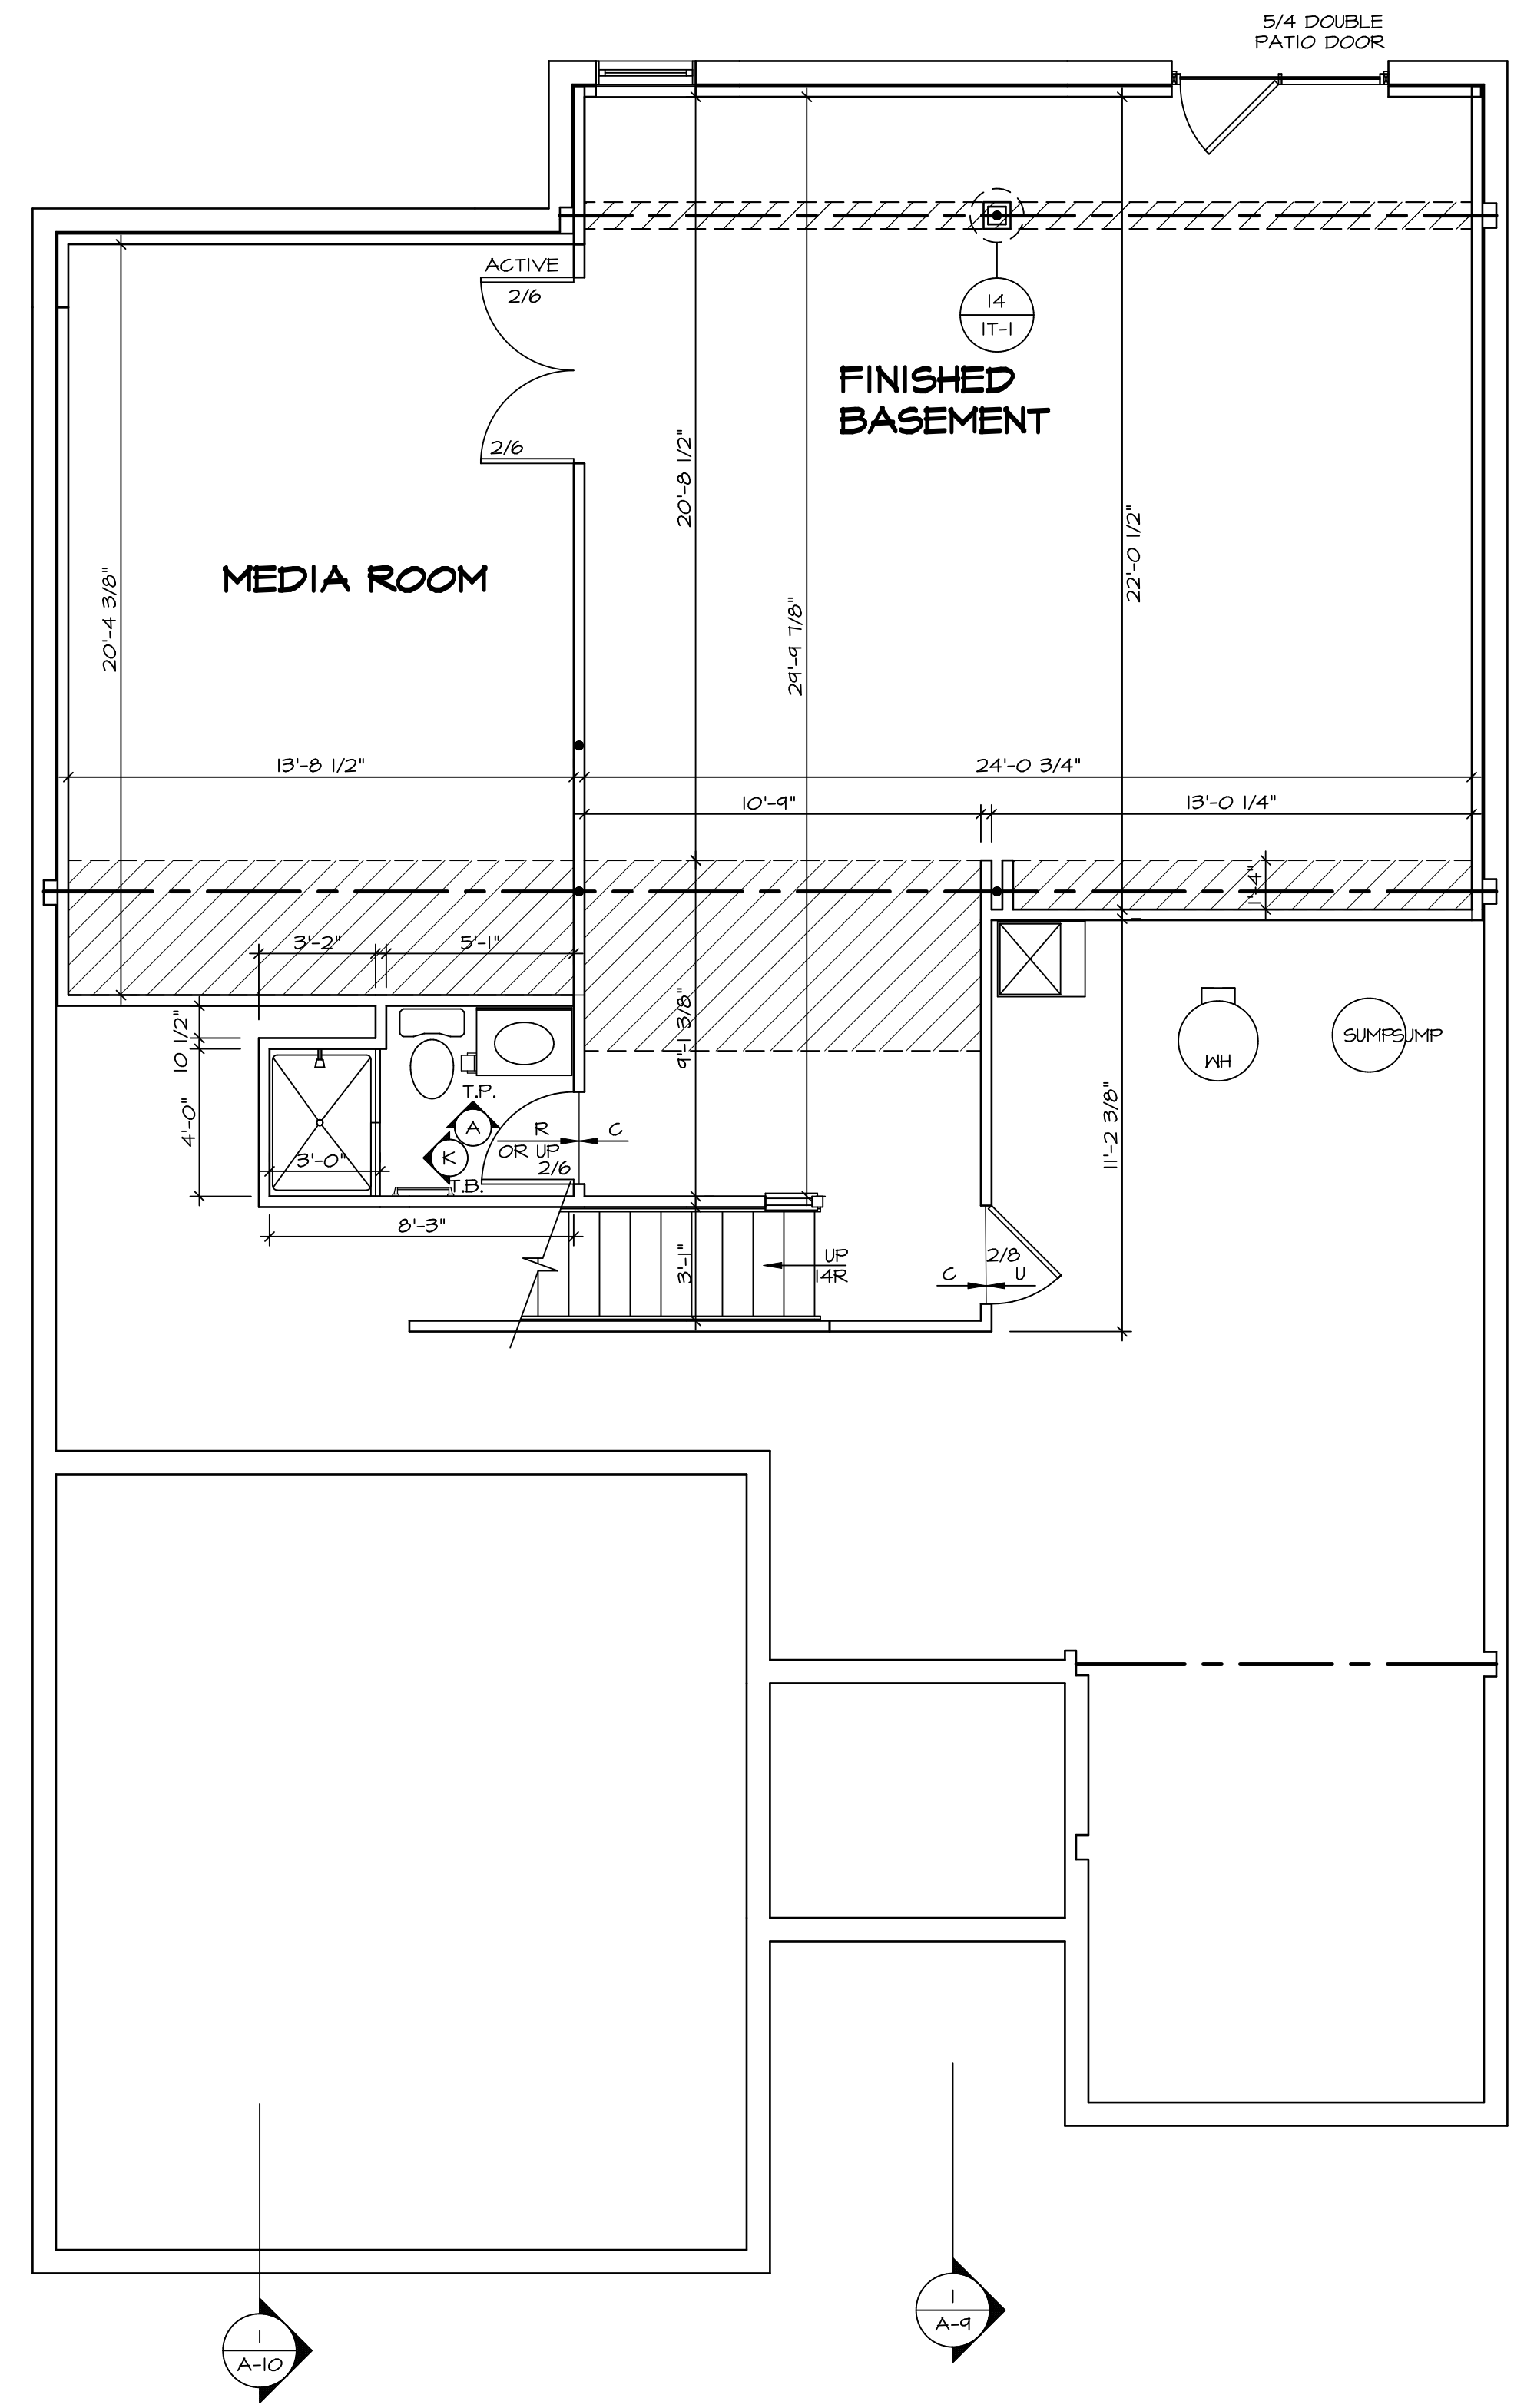 5/4 DOUBLE
PATIO DOOR
ACTIVE
2/6
14
1T-1
FINISHED
BASEMENT
2/6
20'-8 1/2"
22'-0 1/2"
MEDIA ROOM
20'-4 3/8"
29'-9 7/8"
13'-8 1/2"
24'-0 3/4"
10'-9"
13'-0 1/4"
1'-4"
3'-2"
5'-1"
10 1/2"
9'-1 3/8"
WH
SUMP
SUMP
T.P.
4'-0"
11'-2 3/8"
A
R
C
OR UP
K
3'-0"
2/6
T.B.
8'-3"
3'-1"
UP
14R
2/8
C
U
1
A-9
1
A-10